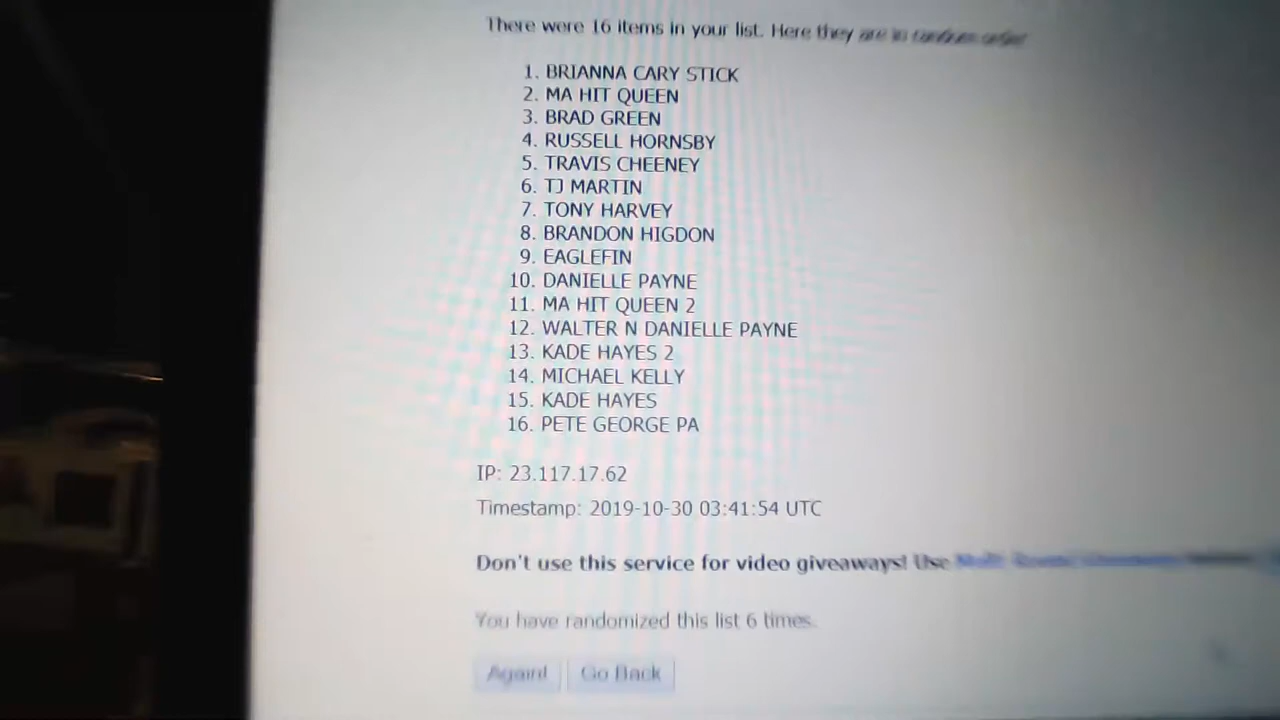 There were 16 items in your list. Here they are in random order:
1. BRIANNA CARY STICK
2. MA HIT QUEEN
3. BRAD GREEN
4. RUSSELL HORNSBY
5. TRAVIS CHEENEY
6. TJ MARTIN
7. TONY HARVEY
8. BRANDON HIGDON
9. EAGLEFIN
10. DANIELLE PAYNE
11. MA HIT QUEEN 2
12. WALTER N DANIELLE PAYNE
13. KADE HAYES 2
14. MICHAEL KELLY
15. KADE HAYES
16. PETE GEORGE PA
IP: 23.117.17.62
Timestamp: 2019-10-30 03:41:54 UTC
Don't use this service for video giveaways! Use
You have randomized this list 6 times.
Again! Go Back